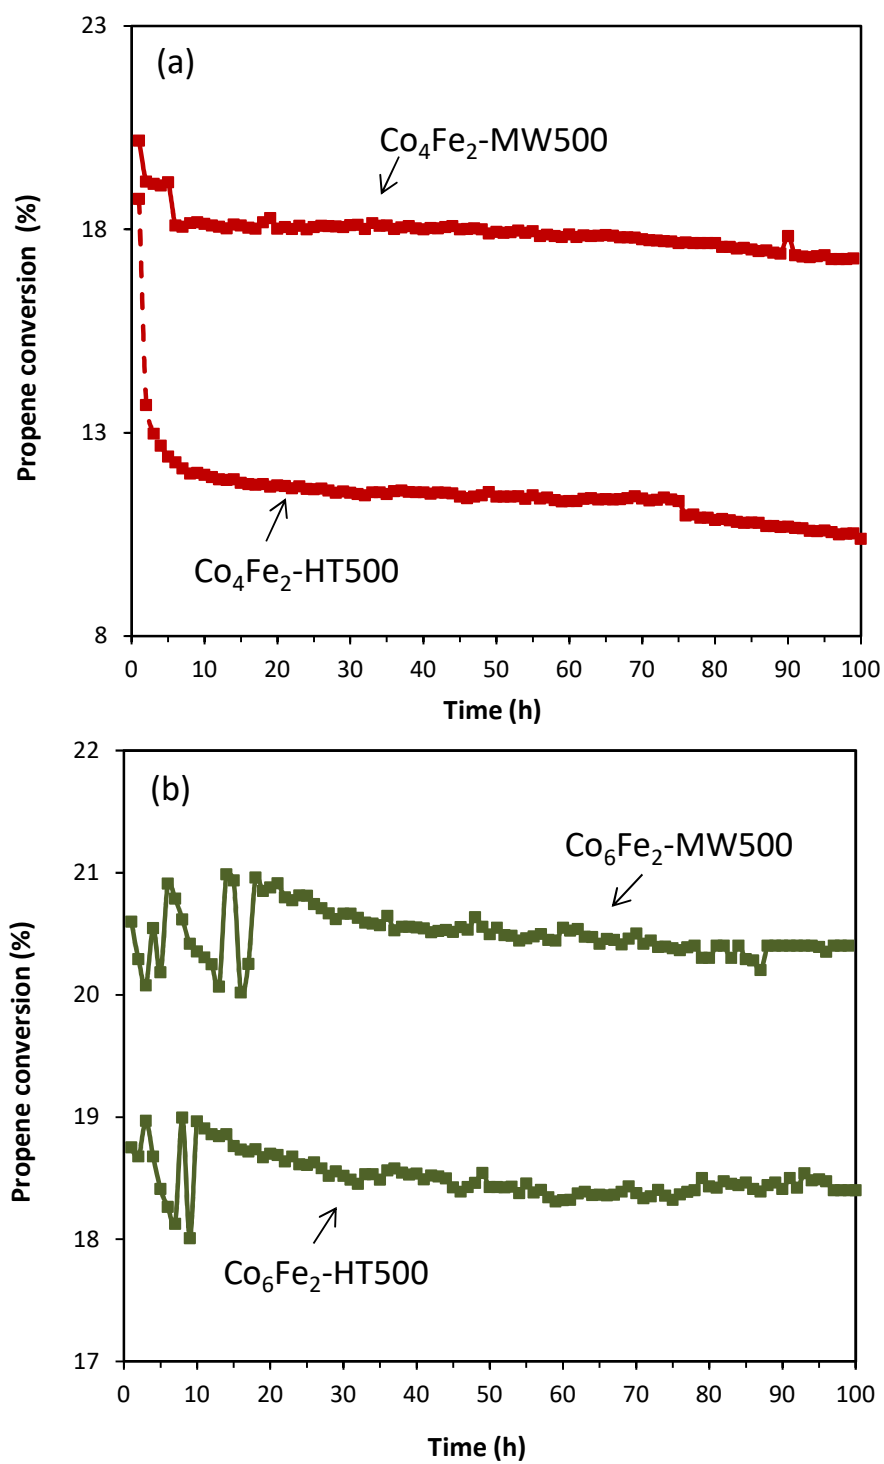 23
(a)
Co₄Fe₂-MW500
18
Propene conversion (%)
13
Co₄Fe₂-HT500
8
0 10 20 30 40 50 60 70 80 90 100
Time (h)
22
(b)
Co₆Fe₂-MW500
21
20
Propene conversion (%)
19
18
Co₆Fe₂-HT500
17
0 10 20 30 40 50 60 70 80 90 100
Time (h)